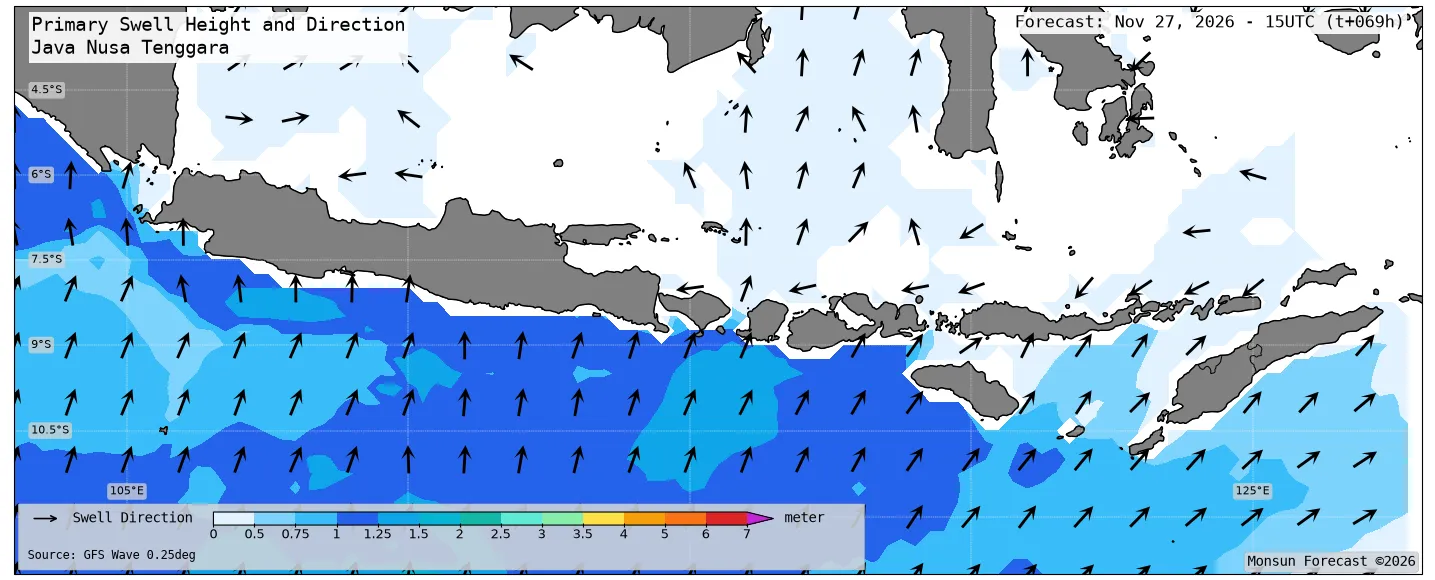 Primary Swell Height and Direction
Java Nusa Tenggara
Forecast: Nov 27, 2026 - 15UTC (t+069h)
4.5°S
6°S
7.5°S
9°S
10.5°S
105°E
125°E
Swell Direction
0 0.5 0.75 1 1.25 1.5 2 2.5 3 3.5 4 5 6 7
meter
Source: GFS Wave 0.25deg
Monsun Forecast ©2026